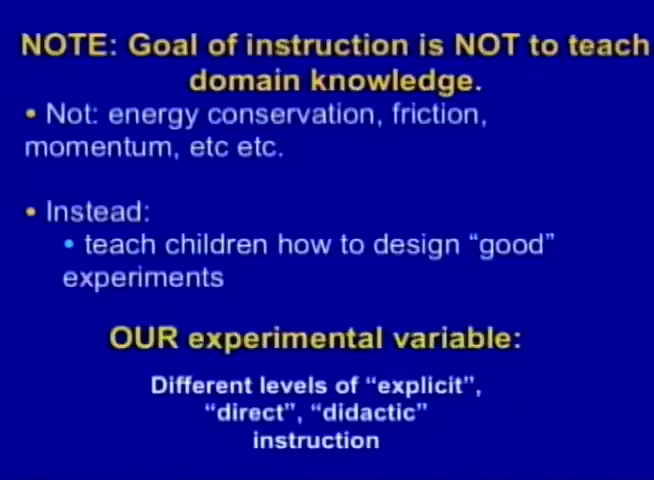 NOTE: Goal of instruction is NOT to teach
domain knowledge.
• Not: energy conservation, friction,
momentum, etc etc.
• Instead:
• teach children how to design “good”
experiments
OUR experimental variable:
Different levels of “explicit”,
“direct”, “didactic”
instruction